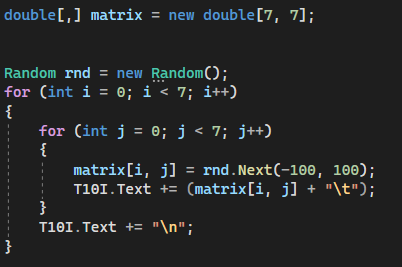 double[,] matrix = new double[7, 7];
Random rnd = new Random();
for (int i = 0; i < 7; i++)
{
for (int j = 0; j < 7; j++)
{
matrix[i, j] = rnd.Next(-100, 100);
T10I.Text += (matrix[i, j] + "\t");
}
T10I.Text += "\n";
}